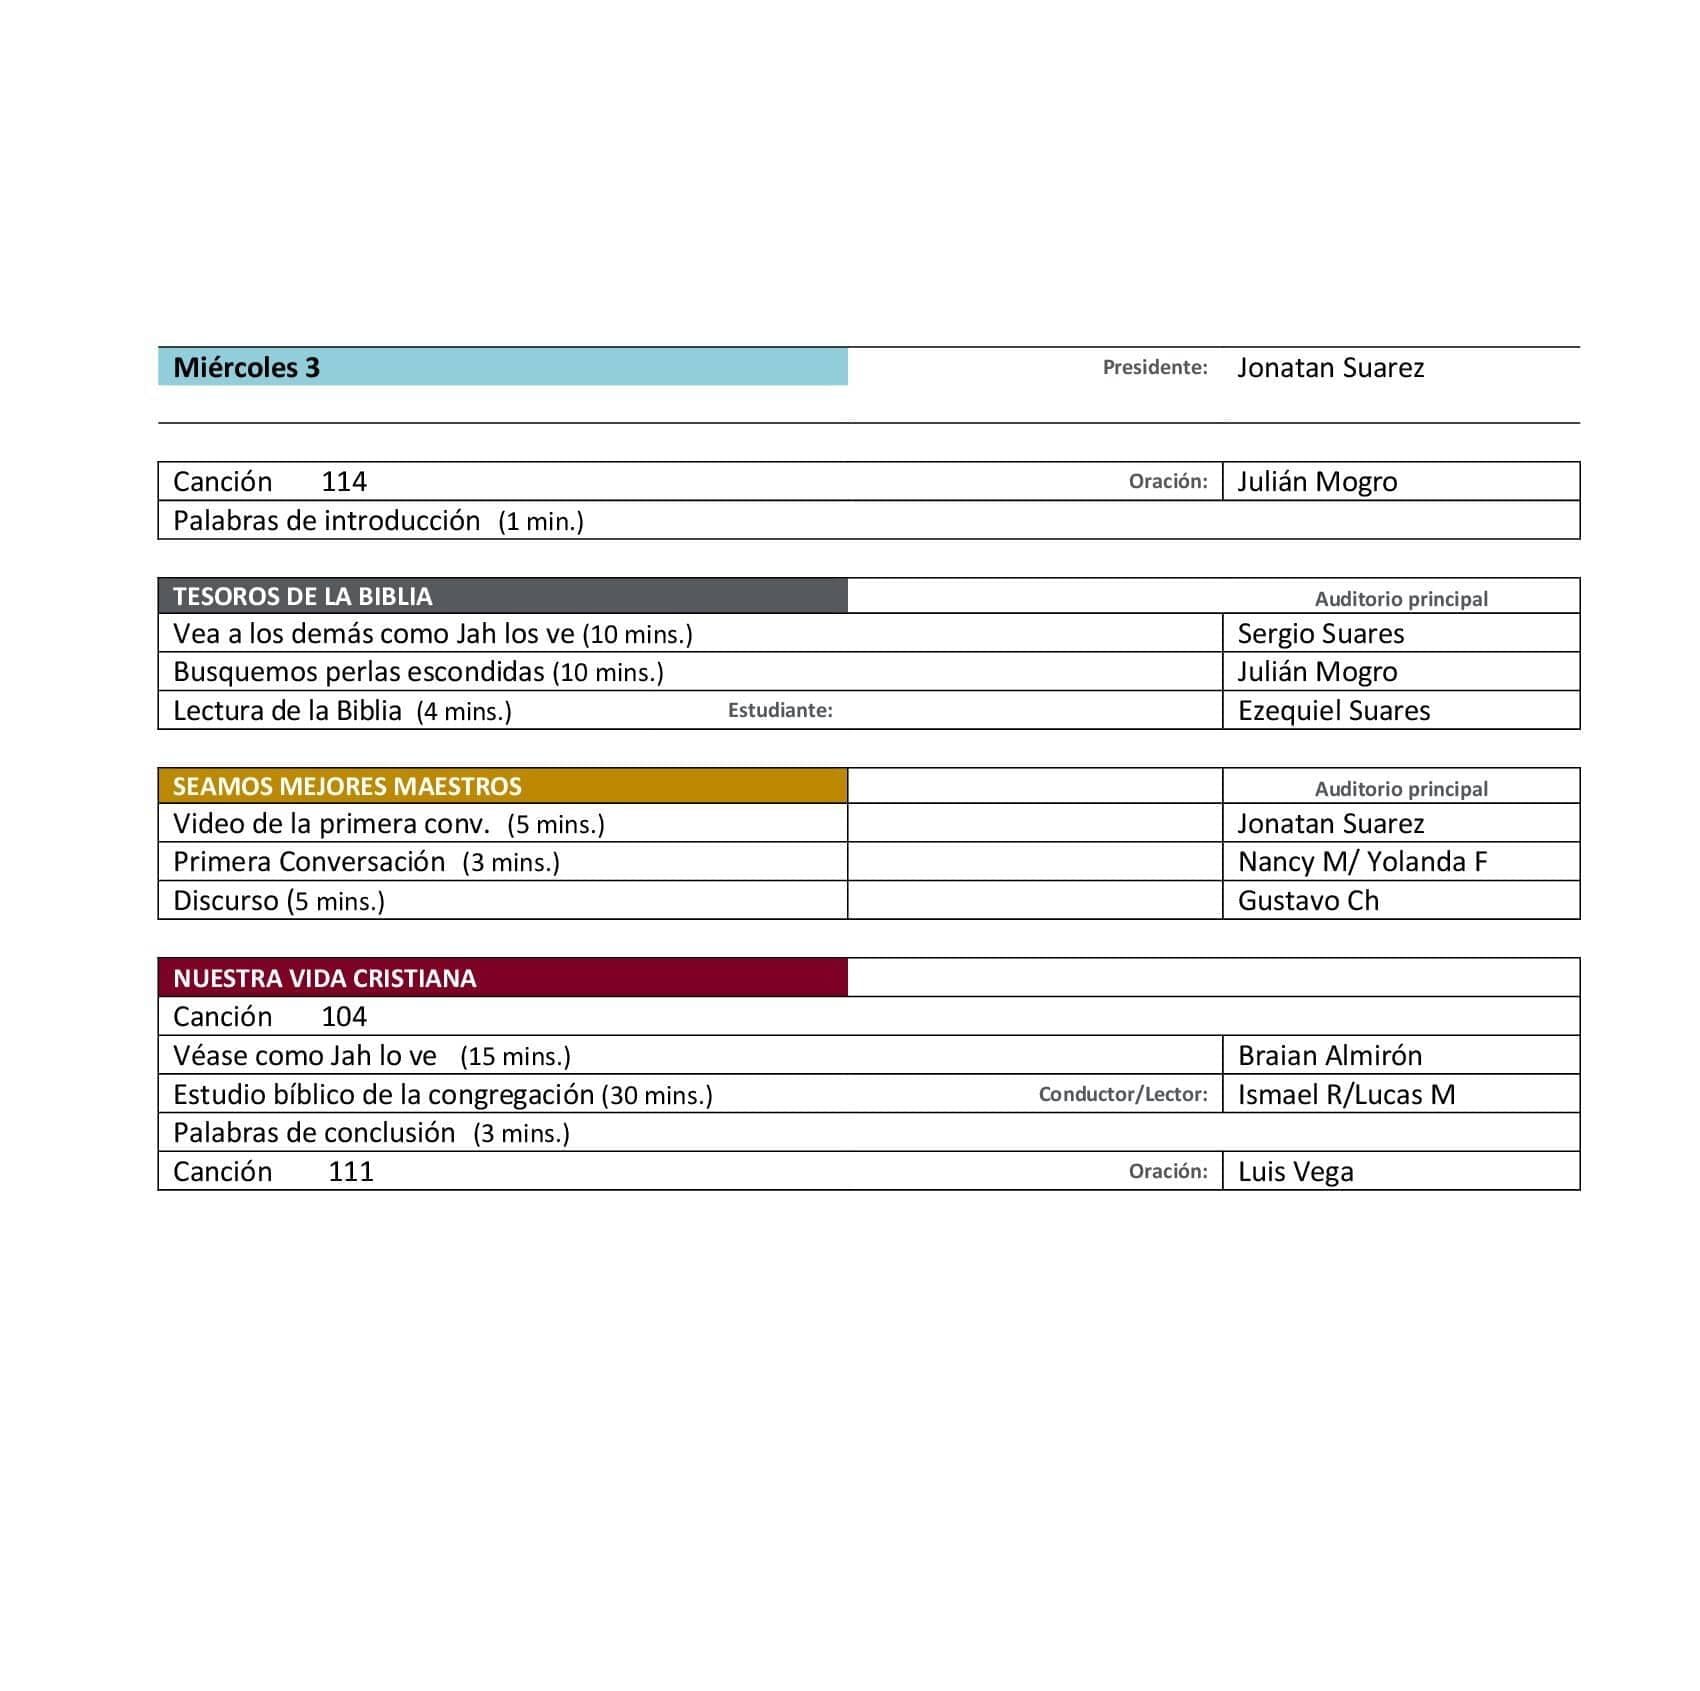 Miércoles 3 Presidente: Jonatan Suarez
Canción 114 Oración: Julián Mogro
Palabras de introducción (1 min.)
TESOROS DE LA BIBLIA Auditorio principal
Vea a los demás como Jah los ve (10 mins.) Sergio Suares
Busquemos perlas escondidas (10 mins.) Julián Mogro
Lectura de la Biblia (4 mins.) Estudiante: Ezequiel Suares
SEAMOS MEJORES MAESTROS Auditorio principal
Video de la primera conv. (5 mins.) Jonatan Suarez
Primera Conversación (3 mins.) Nancy M/ Yolanda F
Discurso (5 mins.) Gustavo Ch
NUESTRA VIDA CRISTIANA
Canción 104
Véase como Jah lo ve (15 mins.) Braian Almirón
Estudio bíblico de la congregación (30 mins.) Conductor/Lector: Ismael R/Lucas M
Palabras de conclusión (3 mins.)
Canción 111 Oración: Luis Vega